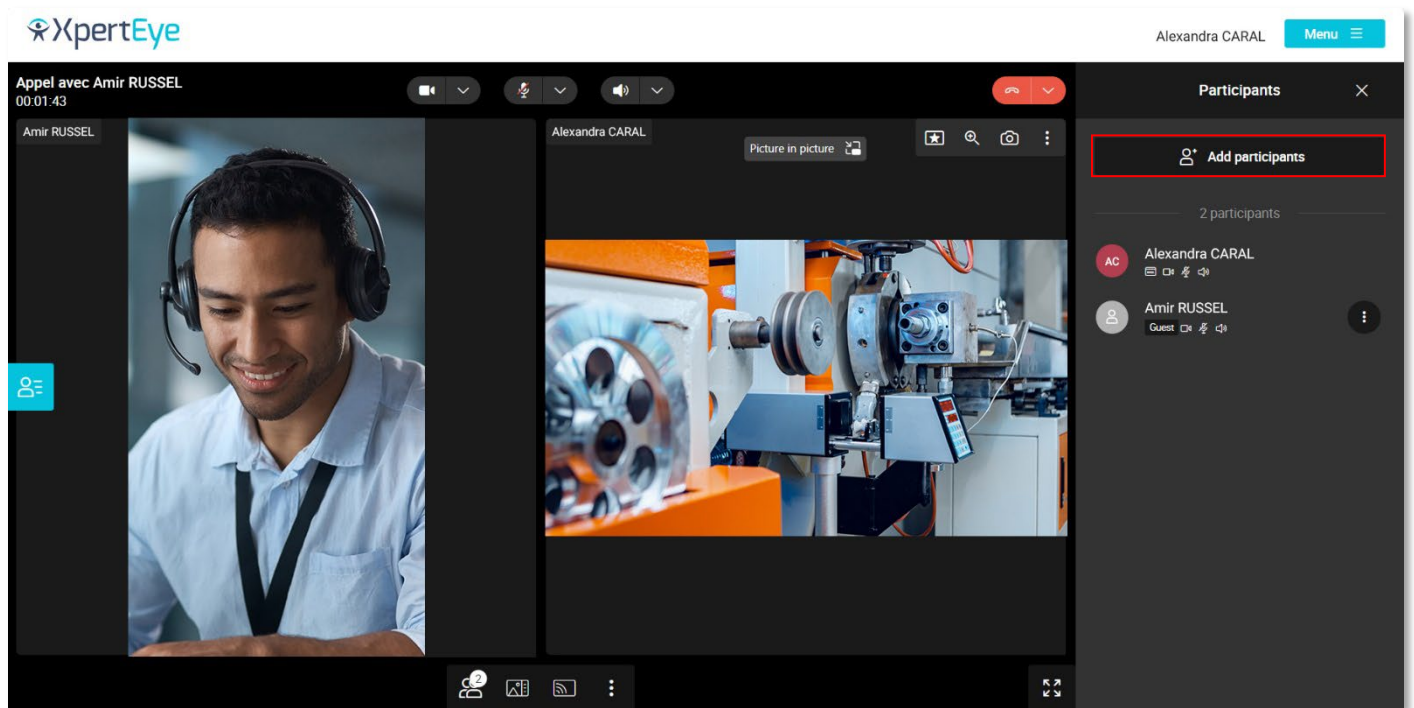 XpertEye
Alexandra CARAL
Menu
Appel avec Amir RUSSEL
00:01:43
Amir RUSSEL
Alexandra CARAL
Picture in picture
Participants
Add participants
2 participants
AC
Alexandra CARAL
Amir RUSSEL
Guest
2